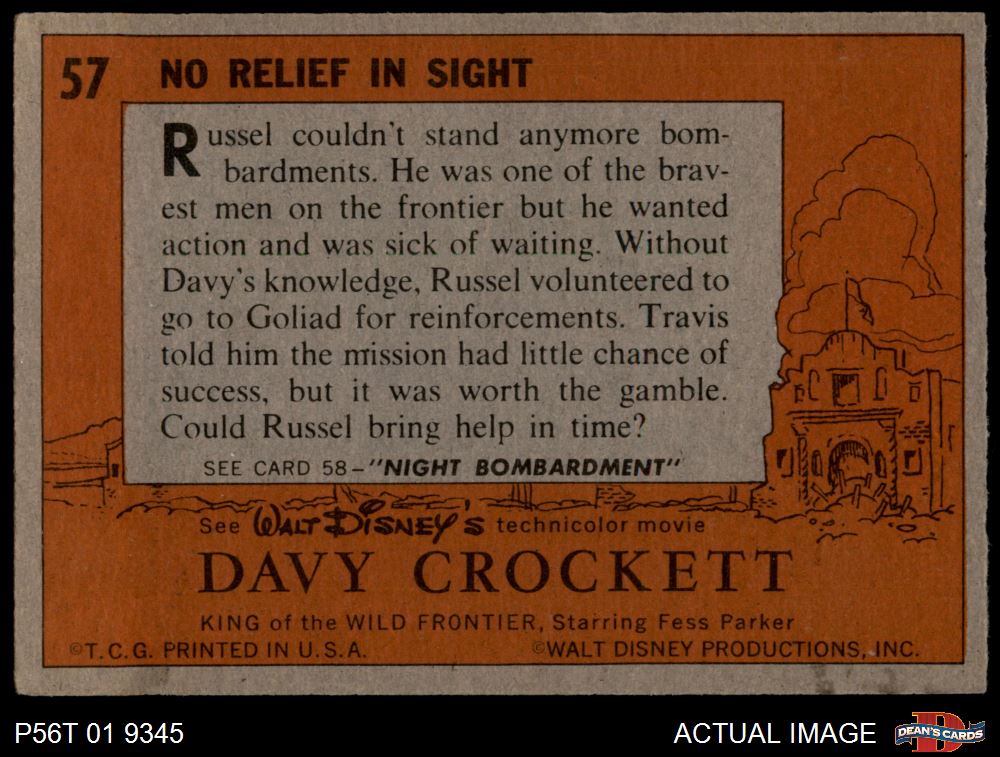 57 NO RELIEF IN SIGHT
Russel couldn't stand anymore bom-
bardments. He was one of the brav-
est men on the frontier but he wanted
action and was sick of waiting. Without
Davy's knowledge, Russel volunteered to
go to Goliad for reinforcements. Travis
told him the mission had little chance of
success, but it was worth the gamble.
Could Russel bring help in time?
SEE CARD 58-"NIGHT BOMBARDMENT"
See WALT DISNEY'S technicolor movie
DAVY CROCKETT
KING of the WILD FRONTIER, Starring Fess Parker
©T.C.G. PRINTED IN U.S.A. ©WALT DISNEY PRODUCTIONS, INC.
P56T 01 9345 ACTUAL IMAGE D DEAN'S CARDS